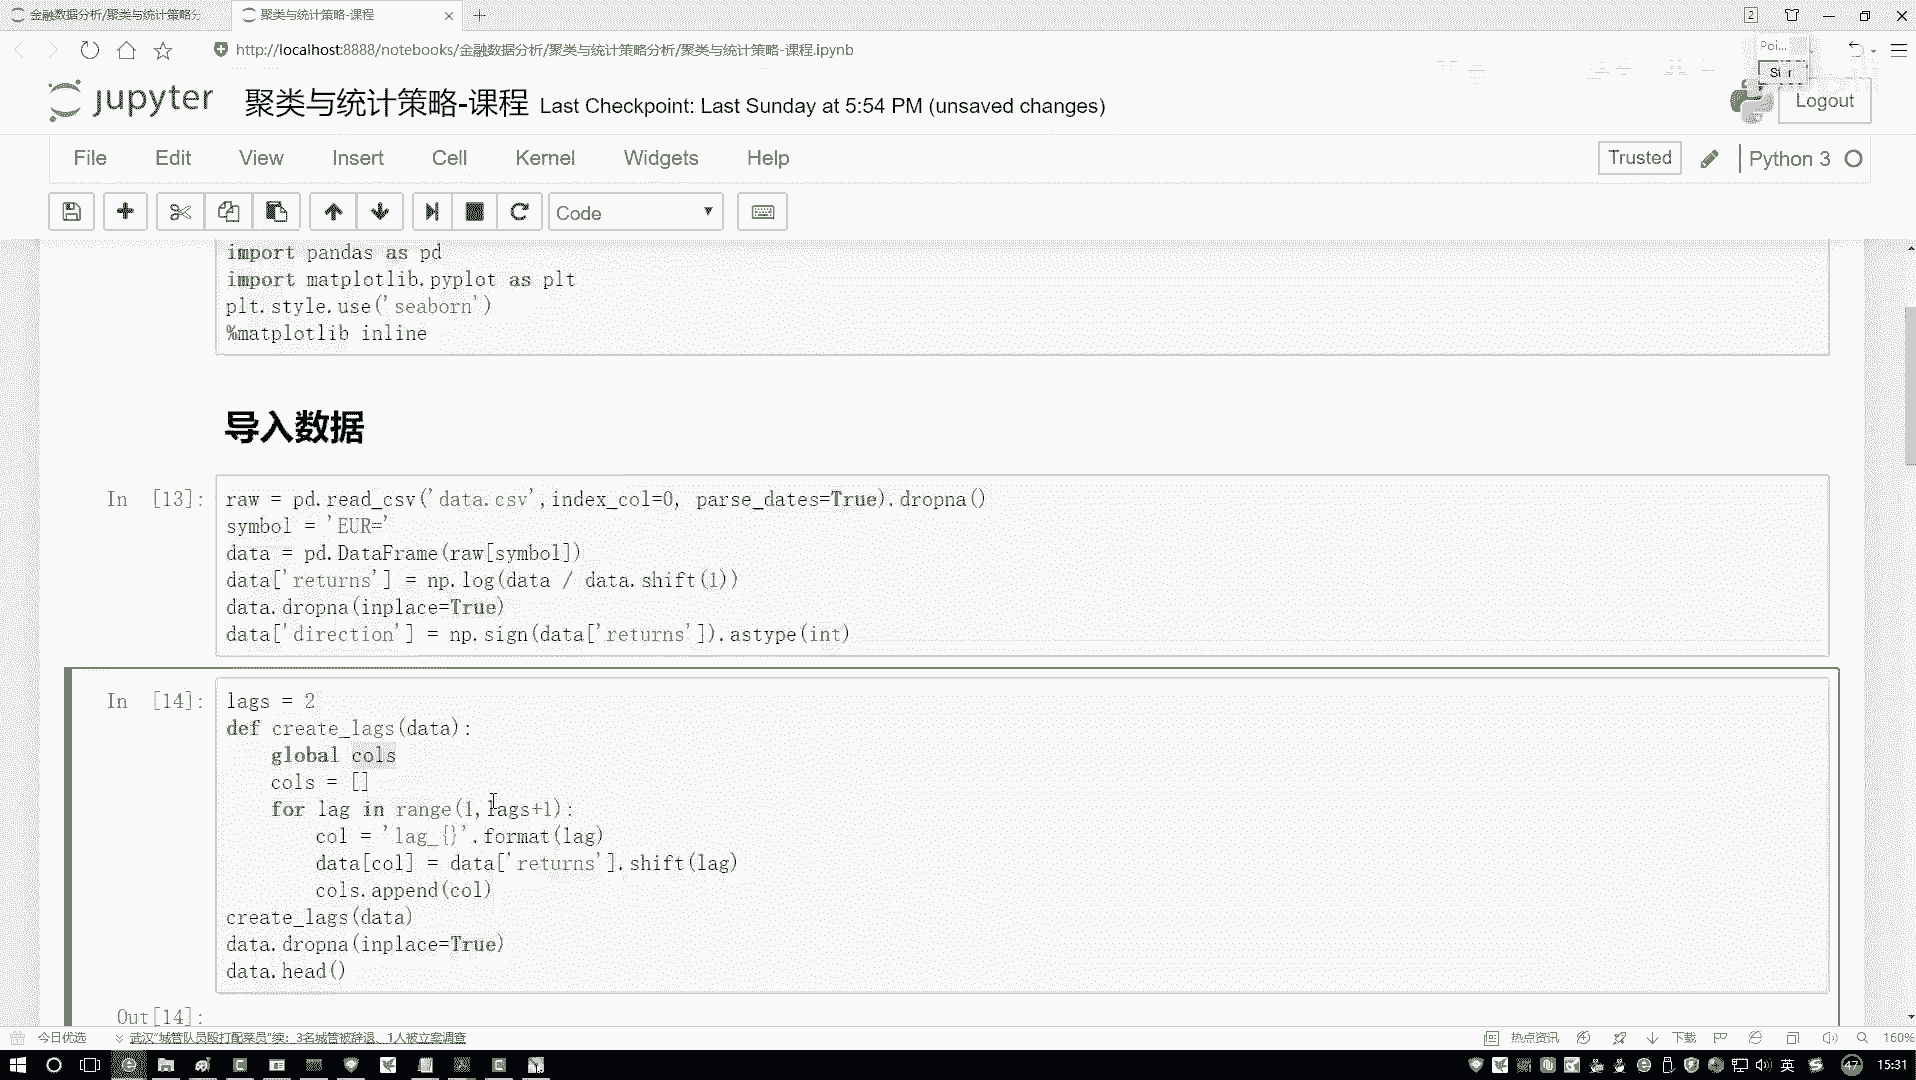 金融数据分析/聚类与统计策略分
聚类与统计策略-课程
2
http://localhost:8888/notebooks/金融数据分析/聚类与统计策略分析/聚类与统计策略-课程.ipynb
Poi...
jupyter 聚类与统计策略-课程 Last Checkpoint: Last Sunday at 5:54 PM (unsaved changes)
Logout
File Edit View Insert Cell Kernel Widgets Help
Trusted Python 3
Code
import pandas as pd
import matplotlib.pyplot as plt
plt.style.use('seaborn')
%matplotlib inline
导入数据
In [13]:
raw = pd.read_csv('data.csv',index_col=0, parse_dates=True).dropna()
symbol = 'EUR='
data = pd.DataFrame(raw[symbol])
data['returns'] = np.log(data / data.shift(1))
data.dropna(inplace=True)
data['direction'] = np.sign(data['returns']).astype(int)
In [14]:
lags = 2
def create_lags(data):
    global cols
    cols = []
    for lag in range(1,lags+1):
        col = 'lag_{}'.format(lag)
        data[col] = data['returns'].shift(lag)
        cols.append(col)
create_lags(data)
data.dropna(inplace=True)
data.head()
Out[14]:
今日优选 武汉“城管队员殴打配菜员”续:3名城管被辞退、1人被立案调查
热点资讯 下载 160%
英 47 15:31